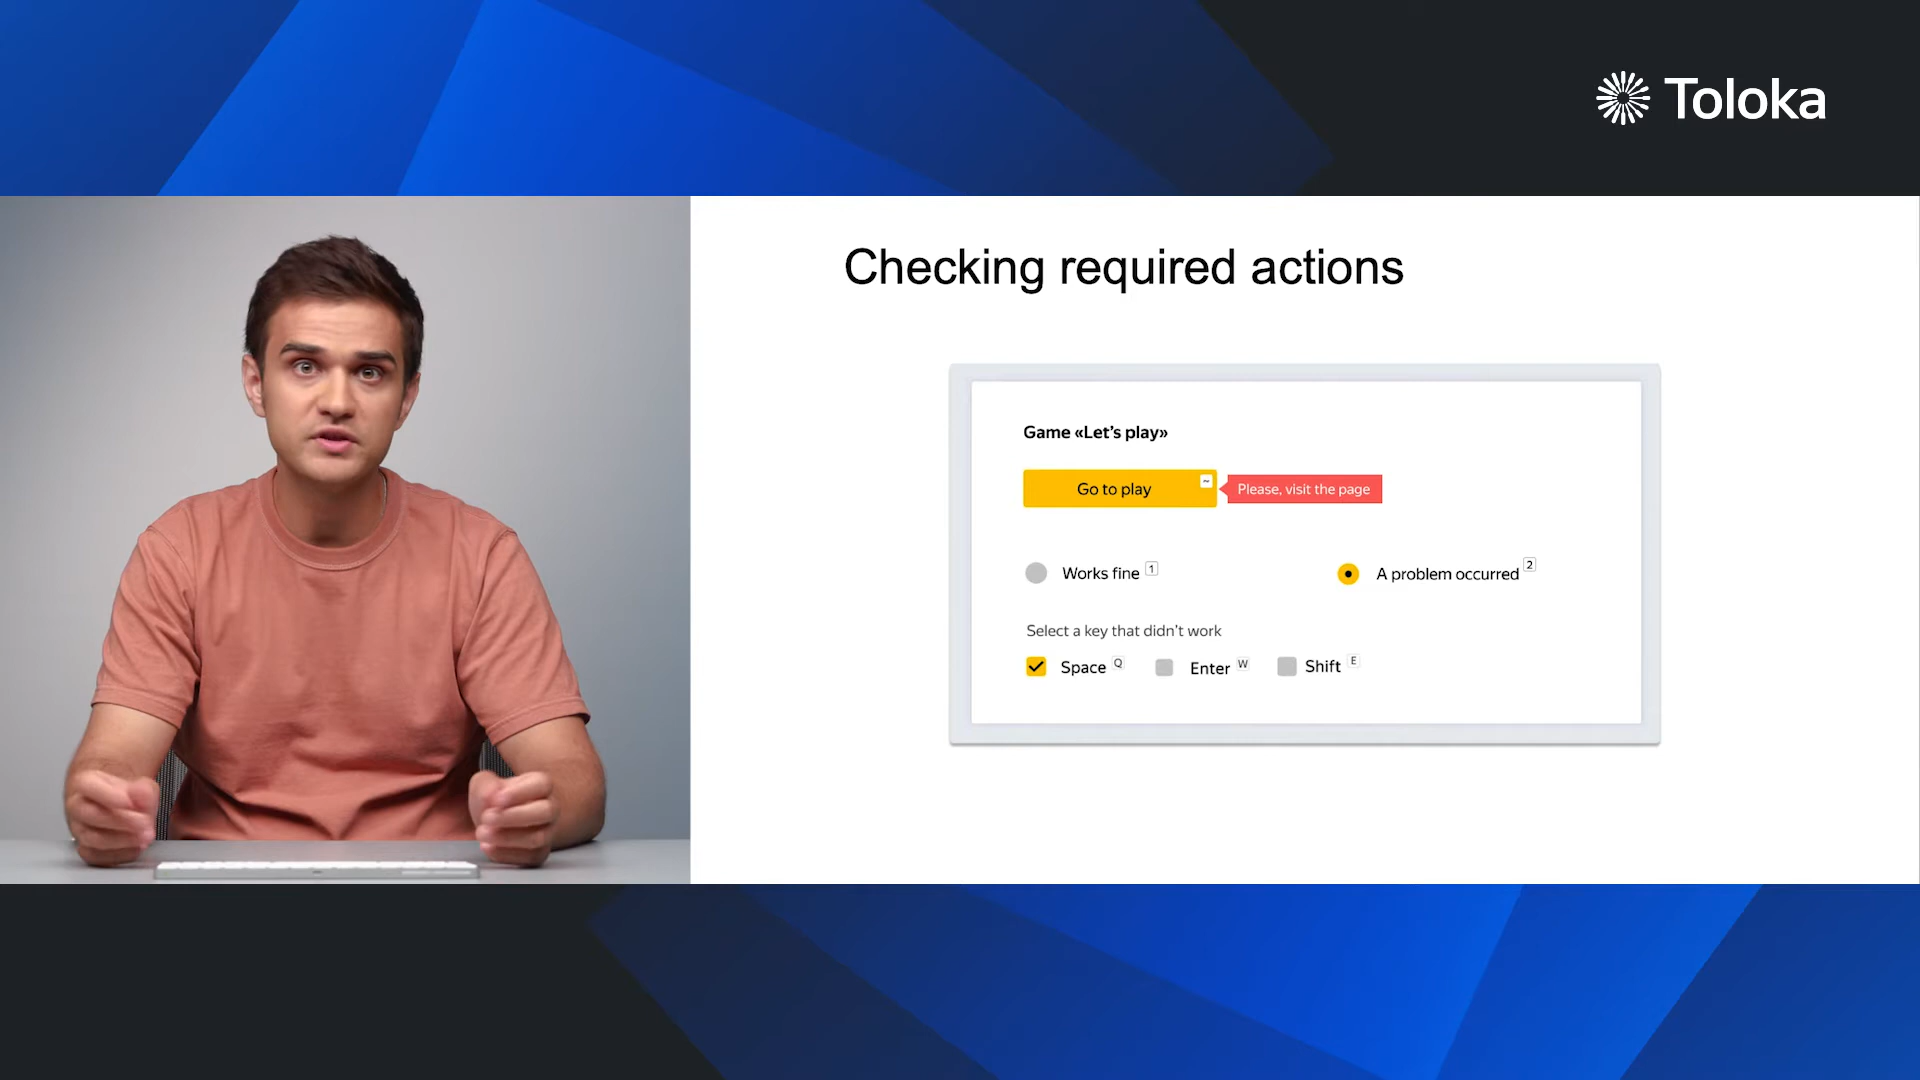 Toloka
Checking required actions
Game «Let's play»
Go to play ~ Please, visit the page
Works fine 1 A problem occurred 2
Select a key that didn't work
Space Q Enter W Shift E